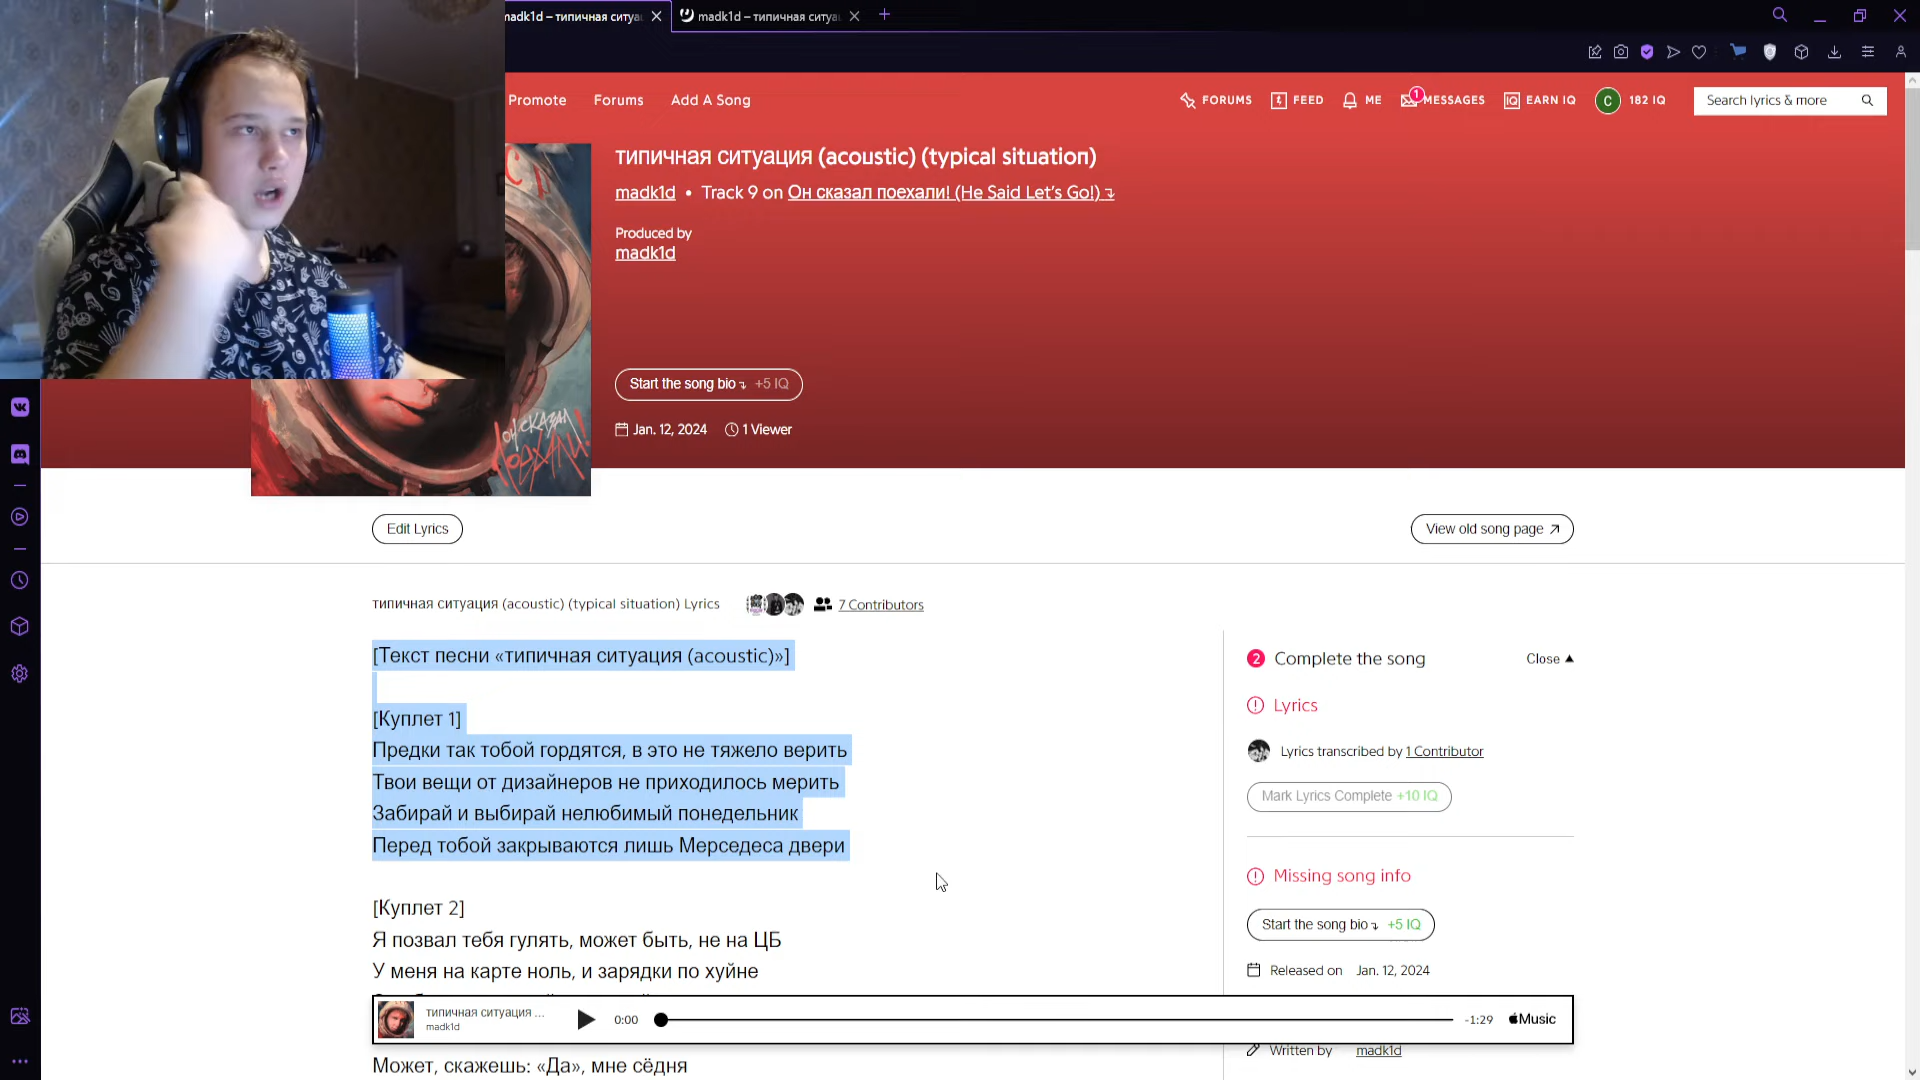 madk1d – типичная ситуа
madk1d – типичная ситуа
Promote
Forums
Add A Song
FORUMS
FEED
ME
1
MESSAGES
IQ
EARN IQ
C
182 IQ
Search lyrics & more
типичная ситуация (acoustic) (typical situation)
madk1d • Track 9 on Он сказал поехали! (He Said Let's Go!)
Produced by
madk1d
Start the song bio +5 IQ
Jan. 12, 2024
1 Viewer
ОН СКАЗАЛ
ПОЕХАЛИ!
Edit Lyrics
View old song page
типичная ситуация (acoustic) (typical situation) Lyrics
7 Contributors
[Текст песни «типичная ситуация (acoustic)»]
[Куплет 1]
Предки так тобой гордятся, в это не тяжело верить
Твои вещи от дизайнеров не приходилось мерить
Забирай и выбирай нелюбимый понедельник
Перед тобой закрываются лишь Мерседеса двери
[Куплет 2]
Я позвал тебя гулять, может быть, не на ЦБ
У меня на карте ноль, и зарядки по хуйне
Может, скажешь: «Да», мне сёдня
2 Complete the song
Close
Lyrics
Lyrics transcribed by 1 Contributor
Mark Lyrics Complete +10 IQ
Missing song info
Start the song bio +5 IQ
Released on Jan. 12, 2024
Written by madk1d
типичная ситуация ...
madk1d
0:00
-1:29
Music